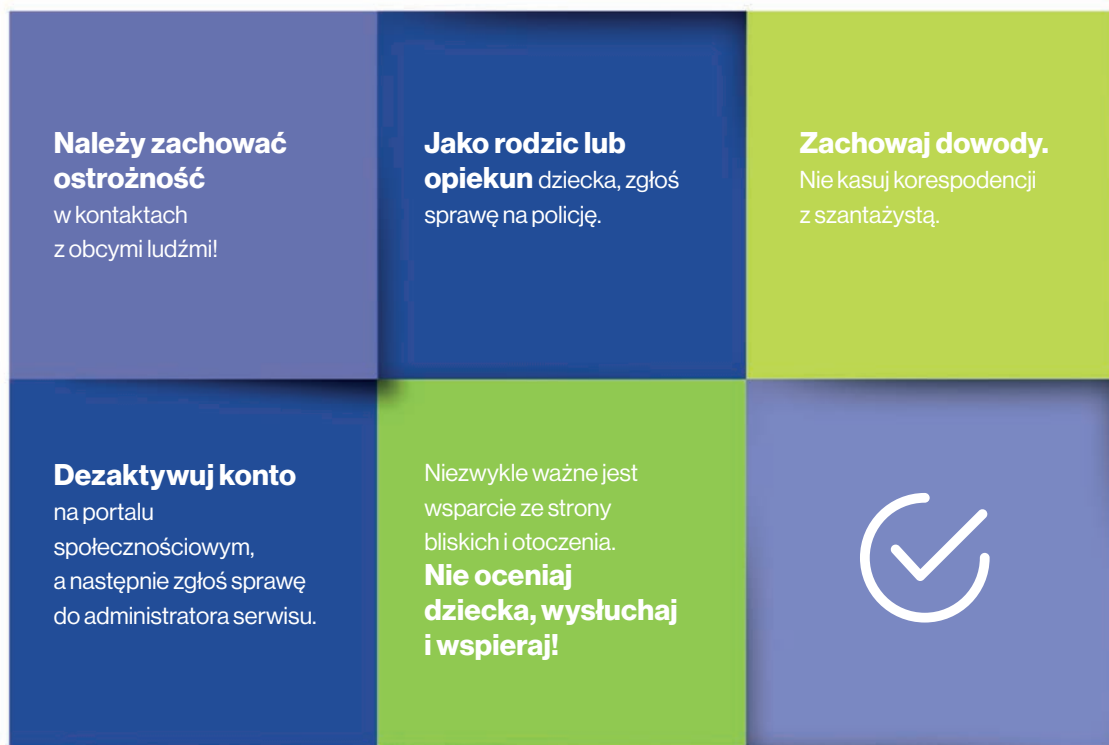 Należy zachować
ostrożność
w kontaktach
z obcymi ludźmi!
Jako rodzic lub
opiekun dziecka, zgłoś
sprawę na policję.
Zachowaj dowody.
Nie kasuj korespodencji
z szantażystą.
Dezaktywuj konto
na portalu
społecznościowym,
a następnie zgłoś sprawę
do administratora serwisu.
Niezwykle ważne jest
wsparcie ze strony
bliskich i otoczenia.
Nie oceniaj
dziecka, wysłuchaj
i wspieraj!